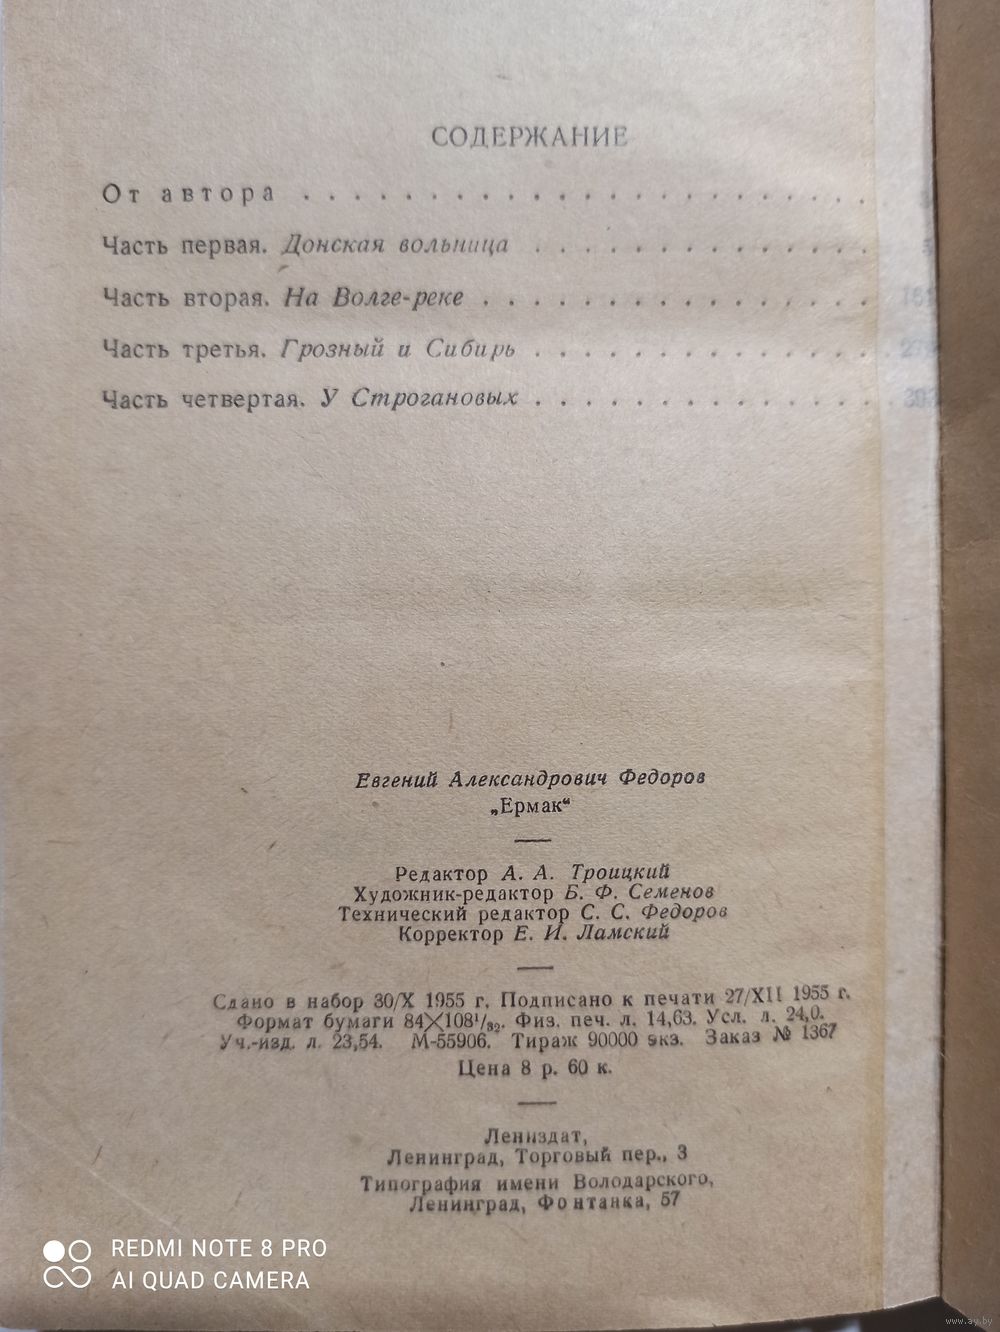 СОДЕРЖАНИЕ
От автора . . . . . . . . . . . . . . . . . . . . . . . . . . .
Часть первая. Донская вольница . . . . . . . . . . . . . . . .
Часть вторая. На Волге-реке . . . . . . . . . . . . . . . . . .
Часть третья. Грозный и Сибирь . . . . . . . . . . . . . . . .
Часть четвертая. У Строгановых . . . . . . . . . . . . . . . .
Евгений Александрович Федоров
„Ермак“
Редактор А. А. Троицкий
Художник-редактор Б. Ф. Семенов
Технический редактор С. С. Федоров
Корректор Е. И. Ламский
Сдано в набор 30/X 1955 г. Подписано к печати 27/XII 1955 г.
Формат бумаги 84×108¹/₃₂. Физ. печ. л. 14,63. Усл. л. 24,0.
Уч.-изд. л. 23,54. М-55906. Тираж 90000 экз. Заказ № 1367
Цена 8 р. 60 к.
Лениздат,
Ленинград, Торговый пер., 3
Типография имени Володарского,
Ленинград, Фонтанка, 57
REDMI NOTE 8 PRO
AI QUAD CAMERA
www.ay.by